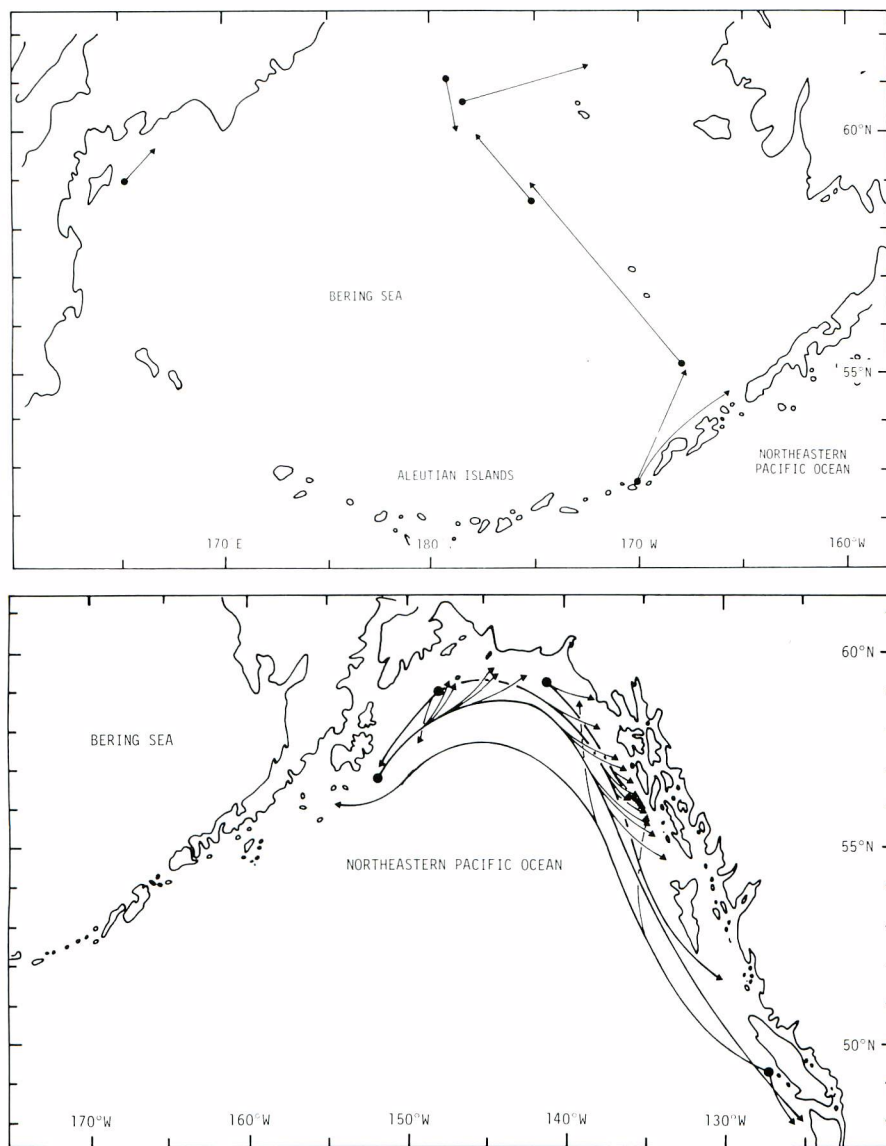 60°N
BERING SEA
55°N
NORTHEASTERN
PACIFIC OCEAN
ALEUTIAN ISLANDS
170 E
180
170 W
160°W
60°N
BERING SEA
55°N
NORTHEASTERN PACIFIC OCEAN
50°N
170°W
160°W
150°W
140°W
130°W